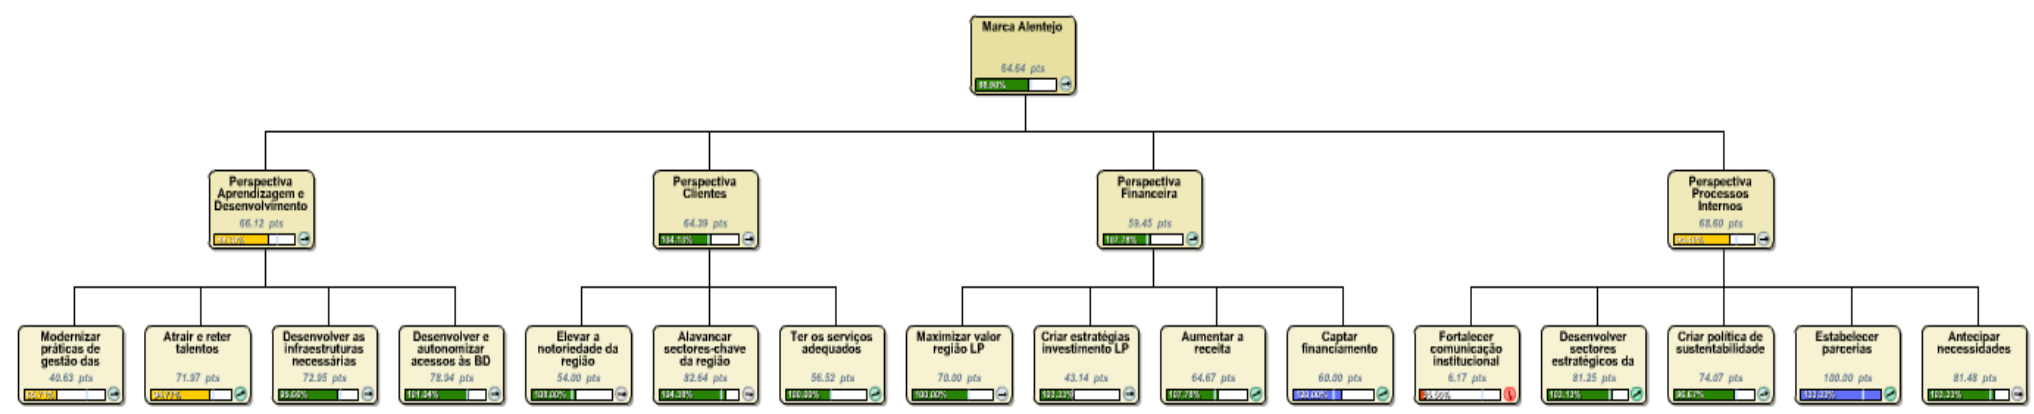 Marca Alentejo
64.64 pts
Perspectiva
Aprendizagem e
Desenvolvimento
66.12 pts
Perspectiva
Clientes
64.39 pts
104.13%
Perspectiva
Financeira
59.45 pts
107.78%
Perspectiva
Processos
Internos
68.60 pts
Modernizar
práticas de
gestão das
40.63 pts
Atrair e reter
talentos
71.97 pts
Desenvolver as
infraestruturas
necessárias
72.95 pts
Desenvolver e
autonomizar
acessos às BD
78.94 pts
Elevar a
notoriedade da
região
54.00 pts
Alavancar
sectores-chave
da região
82.64 pts
Ter os serviços
adequados
56.52 pts
100.00%
Maximizar valor
região LP
70.00 pts
100.00%
Criar estratégias
investimento LP
43.14 pts
Aumentar a
receita
64.67 pts
107.78%
Captar
financiamento
60.00 pts
120.00%
Fortalecer
comunicação
institucional
6.17 pts
Desenvolver
sectores
estratégicos da
81.25 pts
103.13%
Criar política de
sustentabilidade
74.07 pts
96.67%
Estabelecer
parcerias
100.00 pts
Antecipar
necessidades
81.48 pts
103.33%